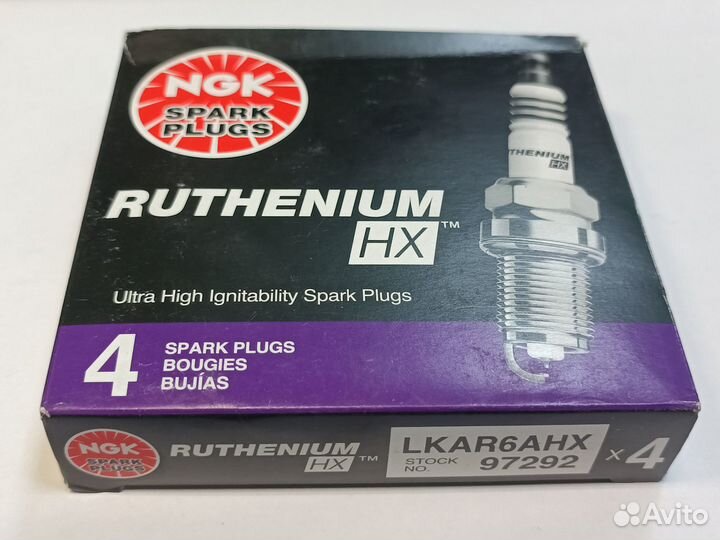 NGK
SPARK
PLUGS
RUTHENIUM
HX
RUTHENIUM
HX™
Ultra High Ignitability Spark Plugs
4
SPARK PLUGS
BOUGIES
BUJÍAS
NGK
SPARK
PLUGS
RUTHENIUM
HX™
LKAR6AHX
STOCK NO. 97292
x4
Avito